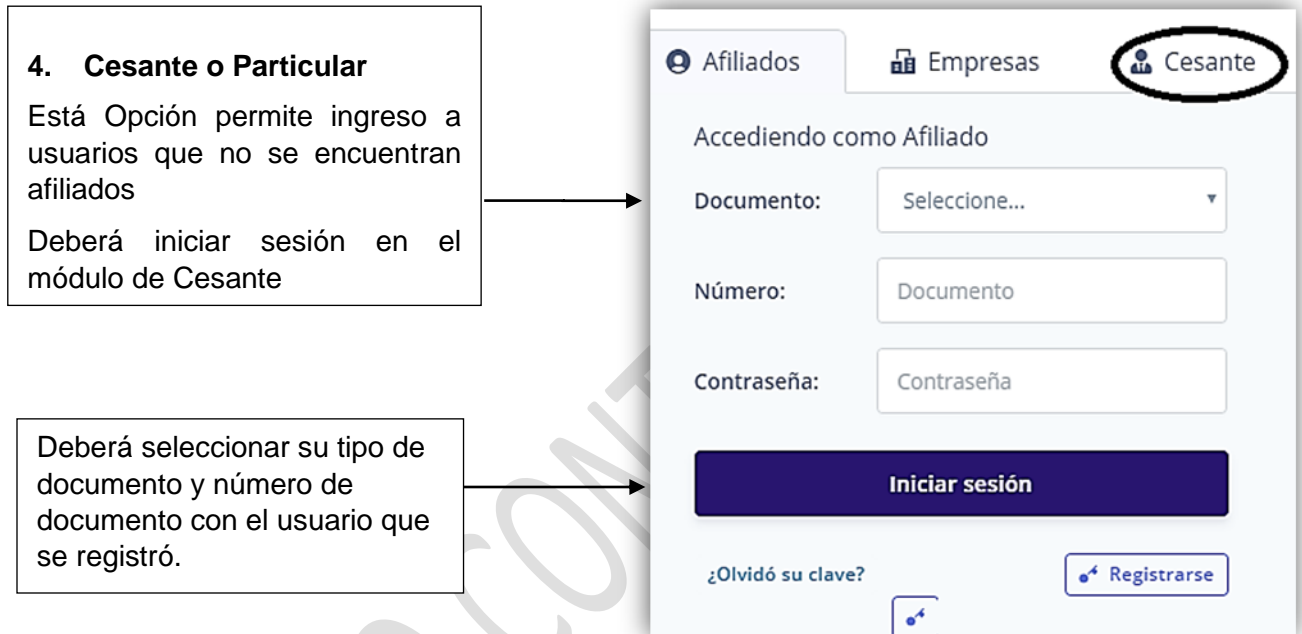 4. Cesante o Particular
Está Opción permite ingreso a
usuarios que no se encuentran
afiliados
Deberá iniciar sesión en el
módulo de Cesante
Deberá seleccionar su tipo de
documento y número de
documento con el usuario que
se registró.
Afiliados
Empresas
Cesante
Accediendo como Afiliado
Documento:
Seleccione...
Número:
Documento
Contraseña:
Contraseña
Iniciar sesión
¿Olvidó su clave?
Registrarse